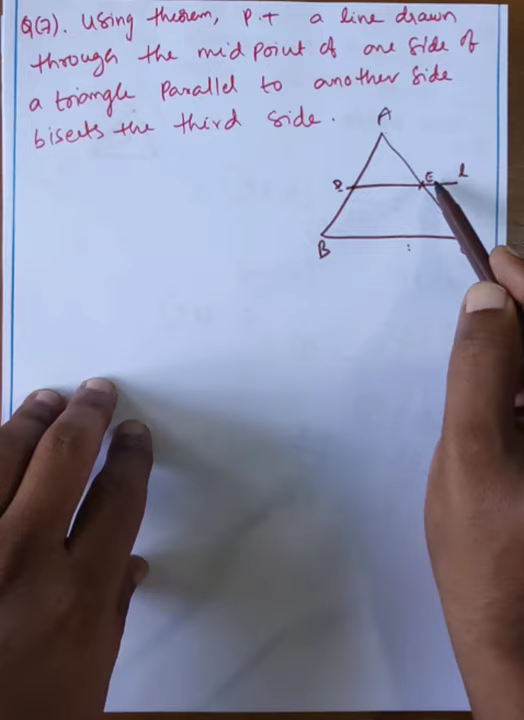 Q(7). Using theorem, P.t a line drawn
through the mid point of one side of
a triangle parallel to another side
bisects the third side.
A
D E l
B